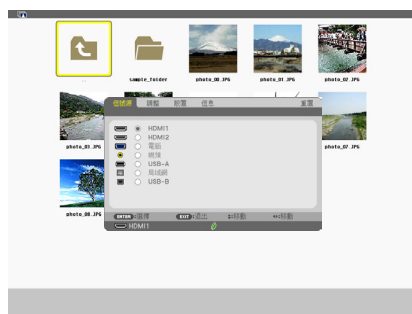 ..
sample_folder
photo_00.JPG
photo_01.JPG
photo_02.JPG
信號源 調整 設置 信息 重置
HDMI1
HDMI2
電腦
視頻
USB-A
局域網
USB-B
photo_03.JPG
photo_07.JPG
photo_08.JPG
ENTER :選擇 EXIT :退出 :移動 :移動
HDMI1